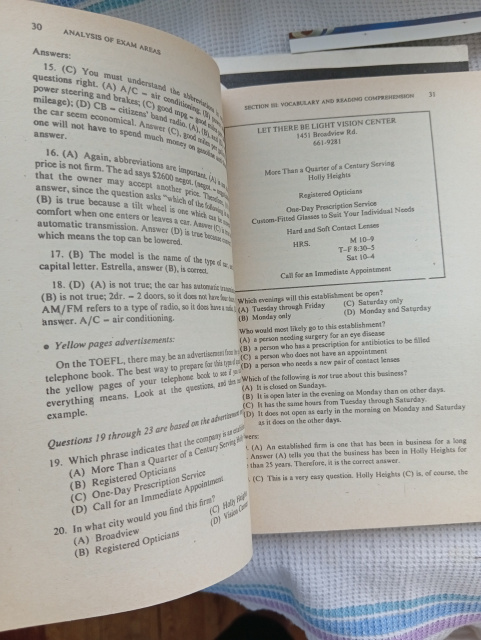 30 ANALYSIS OF EXAM AREAS
Answers:
15. (C) You must understand the abbreviations
questions right. (A) A/C – air conditioning; (B)
power steering and brakes; (C) good mpg – good miles
mileage); (D) CB – citizens' band radio. (A), (B), and
the car seem economical. Answer (C), good miles per
one will not have to spend much money on gasoline
answer.
16. (A) Again, abbreviations are important. (A) is
price is not firm. The ad says $2600 negot. (negot. –
that the owner may accept another price. Therefore
answer, since the question asks "which of the following is
(B) is true because a tilt wheel is one which can
comfort when one enters or leaves a car. Answer (C) is
automatic transmission. Answer (D) is true because
which means the top can be lowered.
17. (B) The model is the name of the type of car,
capital letter. Estrella, answer (B), is correct.
18. (D) (A) is not true; the car has automatic
(B) is not true; 2dr. – 2 doors, so it does not have four
AM/FM refers to a type of radio, so it does have a
answer. A/C – air conditioning.
• Yellow pages advertisements:
On the TOEFL, there may be an advertisement from
telephone book. The best way to prepare for this type
the yellow pages of your telephone book to see if you
everything means. Look at the questions, and then
example.
Questions 19 through 23 are based on the advertisement
19. Which phrase indicates that the company is
(A) More Than a Quarter of a Century Serving
(B) Registered Opticians
(C) One-Day Prescription Service
(D) Call for an Immediate Appointment
20. In what city would you find this firm?
(A) Broadview (C) Holly Heights
(B) Registered Opticians (D) Vision Center
SECTION III: VOCABULARY AND READING COMPREHENSION 31
LET THERE BE LIGHT VISION CENTER
1451 Broadview Rd.
661-9281
More Than a Quarter of a Century Serving
Holly Heights
Registered Opticians
One-Day Prescription Service
Custom-Fitted Glasses to Suit Your Individual Needs
Hard and Soft Contact Lenses
HRS. M 10–9
T–F 8:30–5
Sat 10–4
Call for an Immediate Appointment
Which evenings will this establishment be open?
(A) Tuesday through Friday (C) Saturday only
(B) Monday only (D) Monday and Saturday
Who would most likely go to this establishment?
(A) a person needing surgery for an eye disease
(B) a person who has a prescription for antibiotics to be filled
(C) a person who does not have an appointment
(D) a person who needs a new pair of contact lenses
Which of the following is not true about this business?
(A) It is closed on Sundays.
(B) It is open later in the evening on Monday than on other days.
(C) It has the same hours from Tuesday through Saturday.
(D) It does not open as early in the morning on Monday and Saturday
as it does on the other days.
wers:
(A) An established firm is one that has been in business for a long
Answer (A) tells you that the business has been in Holly Heights for
than 25 years. Therefore, it is the correct answer.
(C) This is a very easy question. Holly Heights (C) is, of course, the